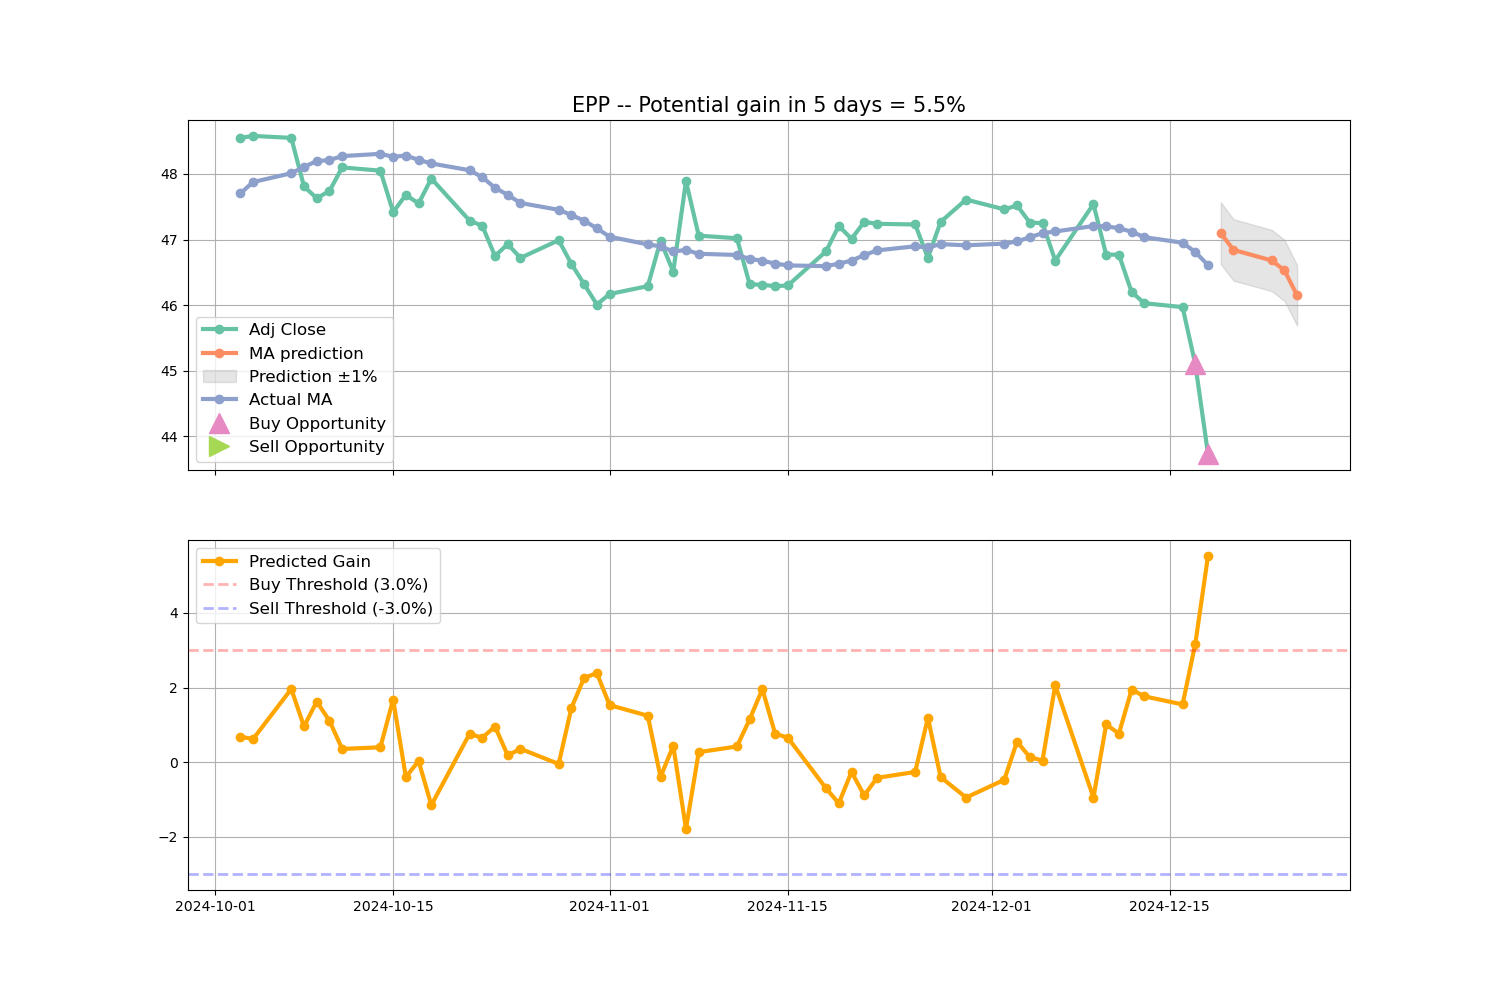 EPP -- Potential gain in 5 days = 5.5%
48
47
46
45
44
Adj Close
MA prediction
Prediction ±1%
Actual MA
Buy Opportunity
Sell Opportunity
4
2
0
−2
Predicted Gain
Buy Threshold (3.0%)
Sell Threshold (-3.0%)
2024-10-01
2024-10-15
2024-11-01
2024-11-15
2024-12-01
2024-12-15